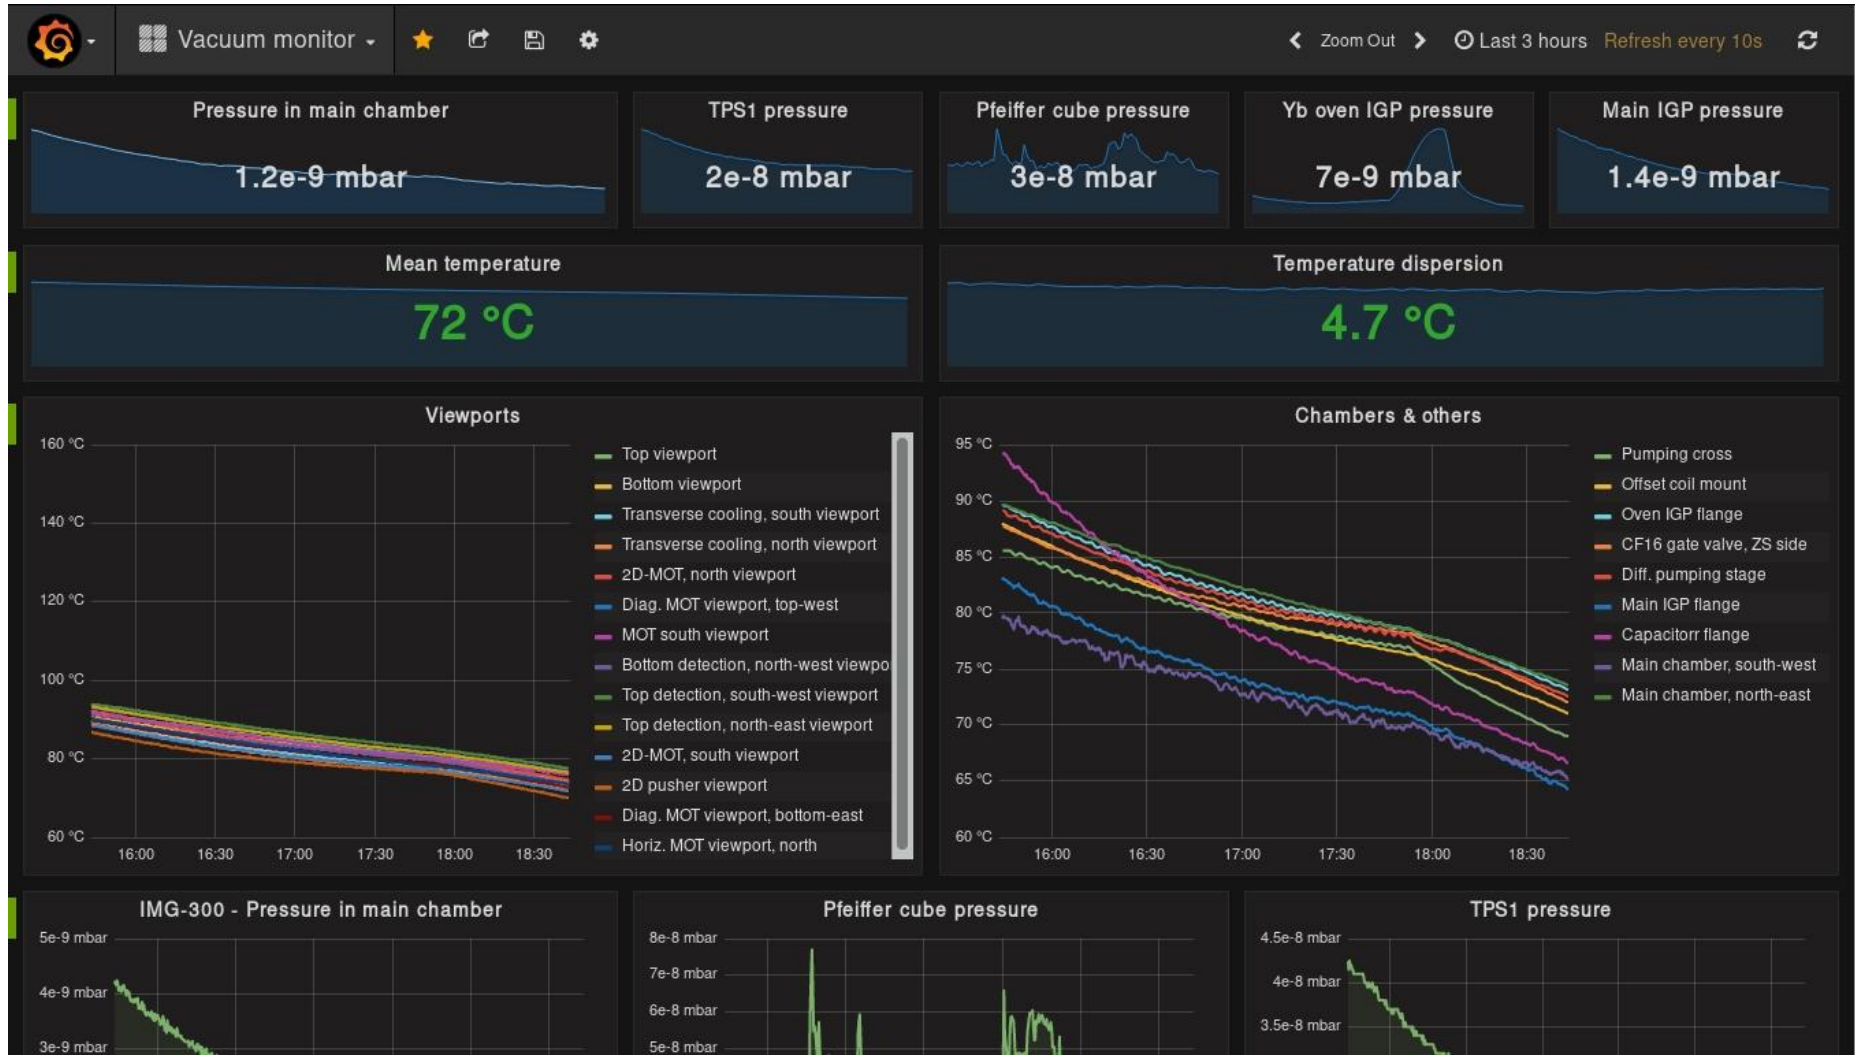 Vacuum monitor
Zoom Out
Last 3 hours
Refresh every 10s
Pressure in main chamber
1.2e-9 mbar
TPS1 pressure
2e-8 mbar
Pfeiffer cube pressure
3e-8 mbar
Yb oven IGP pressure
7e-9 mbar
Main IGP pressure
1.4e-9 mbar
Mean temperature
72 °C
Temperature dispersion
4.7 °C
Viewports
160 °C
140 °C
120 °C
100 °C
80 °C
60 °C
16:00 16:30 17:00 17:30 18:00 18:30
Top viewport
Bottom viewport
Transverse cooling, south viewport
Transverse cooling, north viewport
2D-MOT, north viewport
Diag. MOT viewport, top-west
MOT south viewport
Bottom detection, north-west viewpo
Top detection, south-west viewport
Top detection, north-east viewport
2D-MOT, south viewport
2D pusher viewport
Diag. MOT viewport, bottom-east
Horiz. MOT viewport, north
Chambers & others
95 °C
90 °C
85 °C
80 °C
75 °C
70 °C
65 °C
60 °C
16:00 16:30 17:00 17:30 18:00 18:30
Pumping cross
Offset coil mount
Oven IGP flange
CF16 gate valve, ZS side
Diff. pumping stage
Main IGP flange
Capacitorr flange
Main chamber, south-west
Main chamber, north-east
IMG-300 - Pressure in main chamber
5e-9 mbar
4e-9 mbar
3e-9 mbar
Pfeiffer cube pressure
8e-8 mbar
7e-8 mbar
6e-8 mbar
5e-8 mbar
TPS1 pressure
4.5e-8 mbar
4e-8 mbar
3.5e-8 mbar